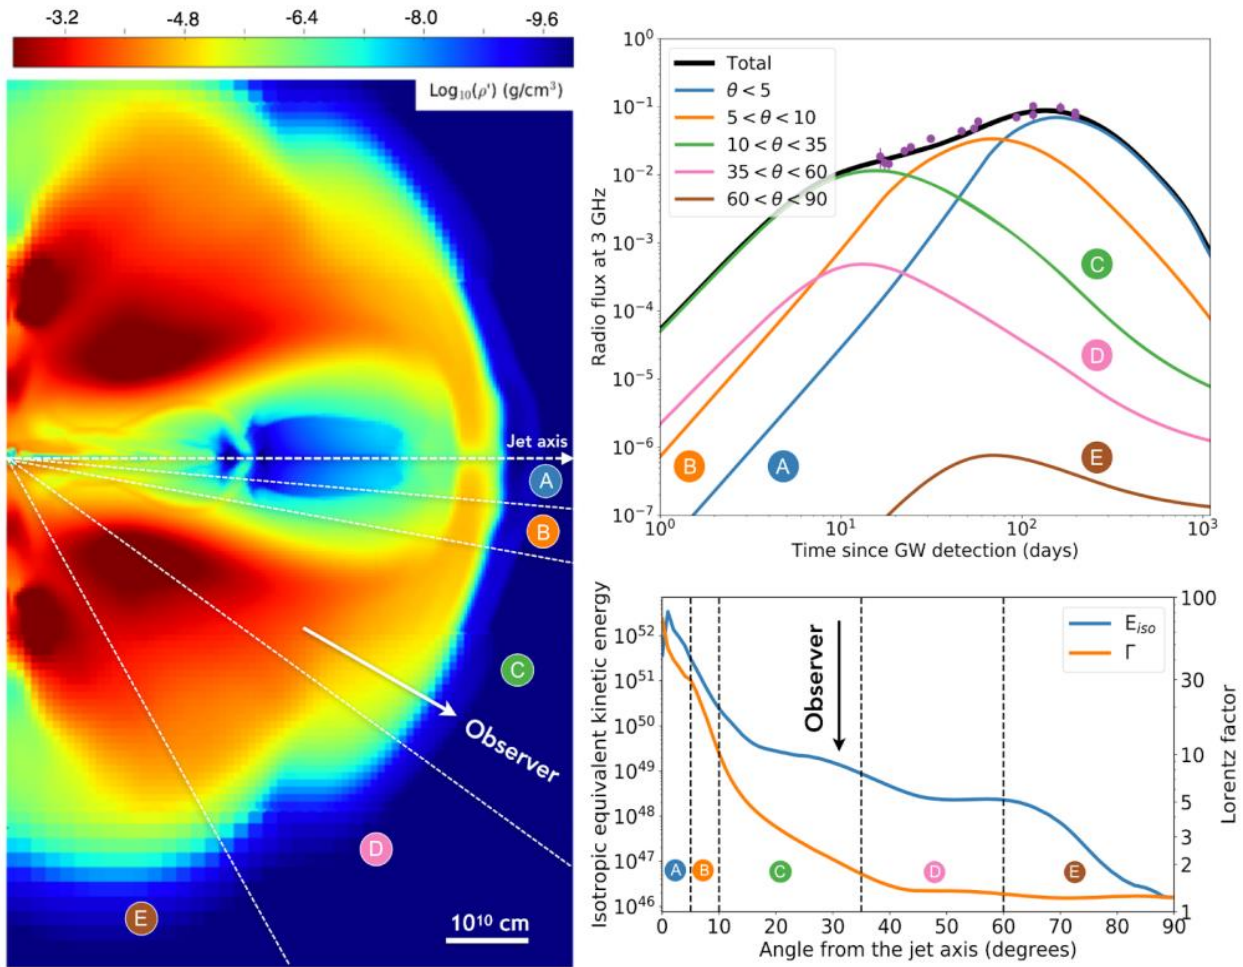 -3.2 -4.8 -6.4 -8.0 -9.6
Log₁₀(ρ') (g/cm³)
Jet axis
A
B
C
Observer
D
E
10¹⁰ cm
Radio flux at 3 GHz
10⁰
10⁻¹
10⁻²
10⁻³
10⁻⁴
10⁻⁵
10⁻⁶
10⁻⁷
Total
θ < 5
5 < θ < 10
10 < θ < 35
35 < θ < 60
60 < θ < 90
C
D
E
B A
10⁰ 10¹ 10² 10³
Time since GW detection (days)
Isotropic equivalent kinetic energy
10⁵²
10⁵¹
10⁵⁰
10⁴⁹
10⁴⁸
10⁴⁷
10⁴⁶
Observer
E_iso
Γ
A B C D E
100
30
10
5
3
2
1
Lorentz factor
0 10 20 30 40 50 60 70 80 90
Angle from the jet axis (degrees)